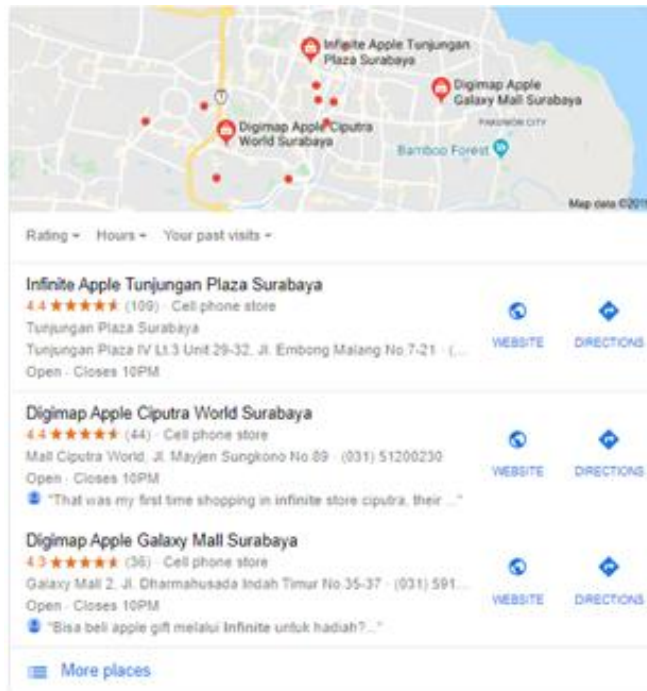 Infinite Apple Tunjungan
Plaza Surabaya
Digimap Apple
Galaxy Mall Surabaya
PAKUWON CITY
Digimap Apple Ciputra
World Surabaya
Bamboo Forest
Map data ©201
Rating Hours Your past visits
Infinite Apple Tunjungan Plaza Surabaya
4.4 ★★★★★ (109) · Cell phone store
Tunjungan Plaza Surabaya
Tunjungan Plaza IV Lt.3 Unit 29-32, Jl. Embong Malang No.7-21 · (...
Open · Closes 10PM
WEBSITE DIRECTIONS
Digimap Apple Ciputra World Surabaya
4.4 ★★★★★ (44) · Cell phone store
Mall Ciputra World, Jl. Mayjen Sungkono No.89 · (031) 51200230
Open · Closes 10PM
"That was my first time shopping in infinite store ciputra, their ..."
WEBSITE DIRECTIONS
Digimap Apple Galaxy Mall Surabaya
4.3 ★★★★★ (36) · Cell phone store
Galaxy Mall 2, Jl. Dharmahusada Indah Timur No.35-37 · (031) 591...
Open · Closes 10PM
"Bisa beli apple gift melalui Infinite untuk hadiah?..."
WEBSITE DIRECTIONS
More places